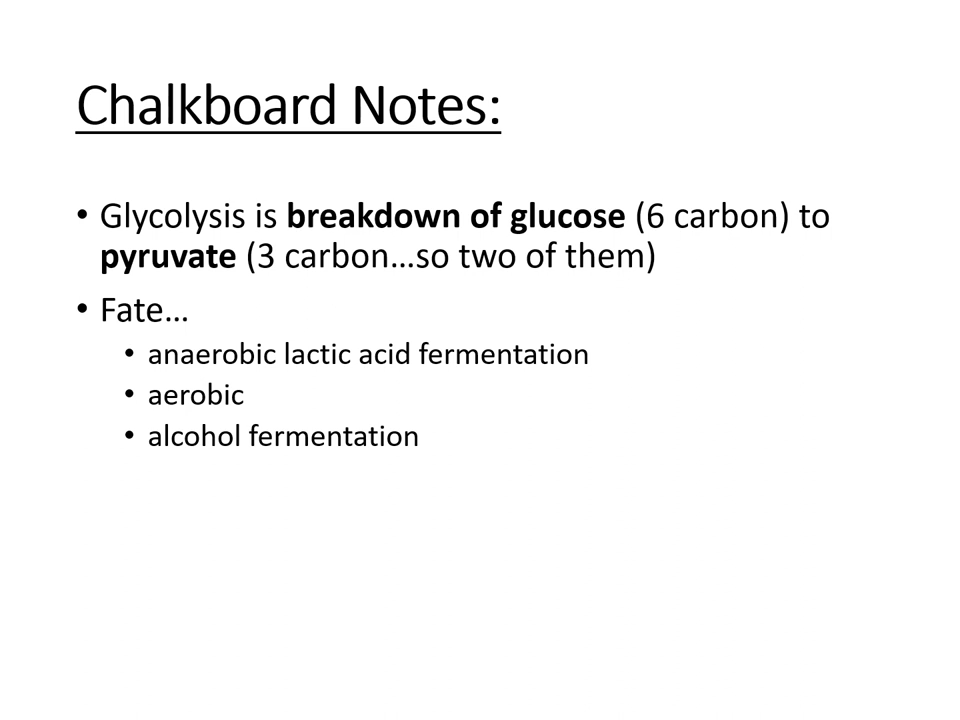 Chalkboard Notes:
• Glycolysis is breakdown of glucose (6 carbon) to
pyruvate (3 carbon…so two of them)
• Fate…
• anaerobic lactic acid fermentation
• aerobic
• alcohol fermentation